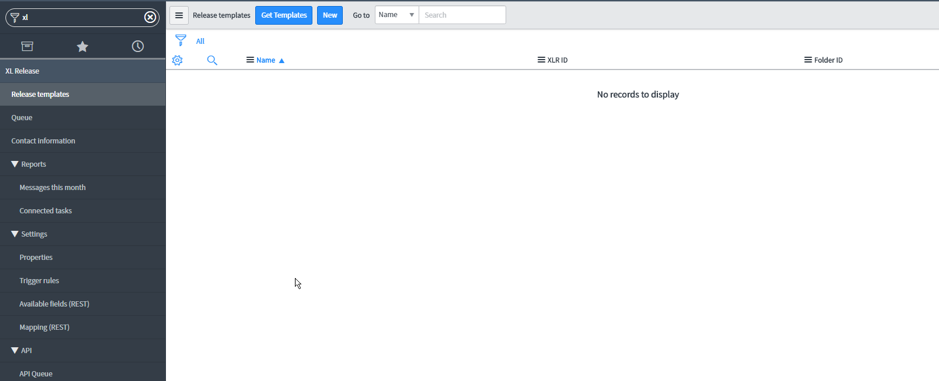 xl
XL Release
Release templates
Queue
Contact information
Reports
Messages this month
Connected tasks
Settings
Properties
Trigger rules
Available fields (REST)
Mapping (REST)
API
API Queue
Release templates Get Templates New Go to Name Search
All
Name XLR ID Folder ID
No records to display